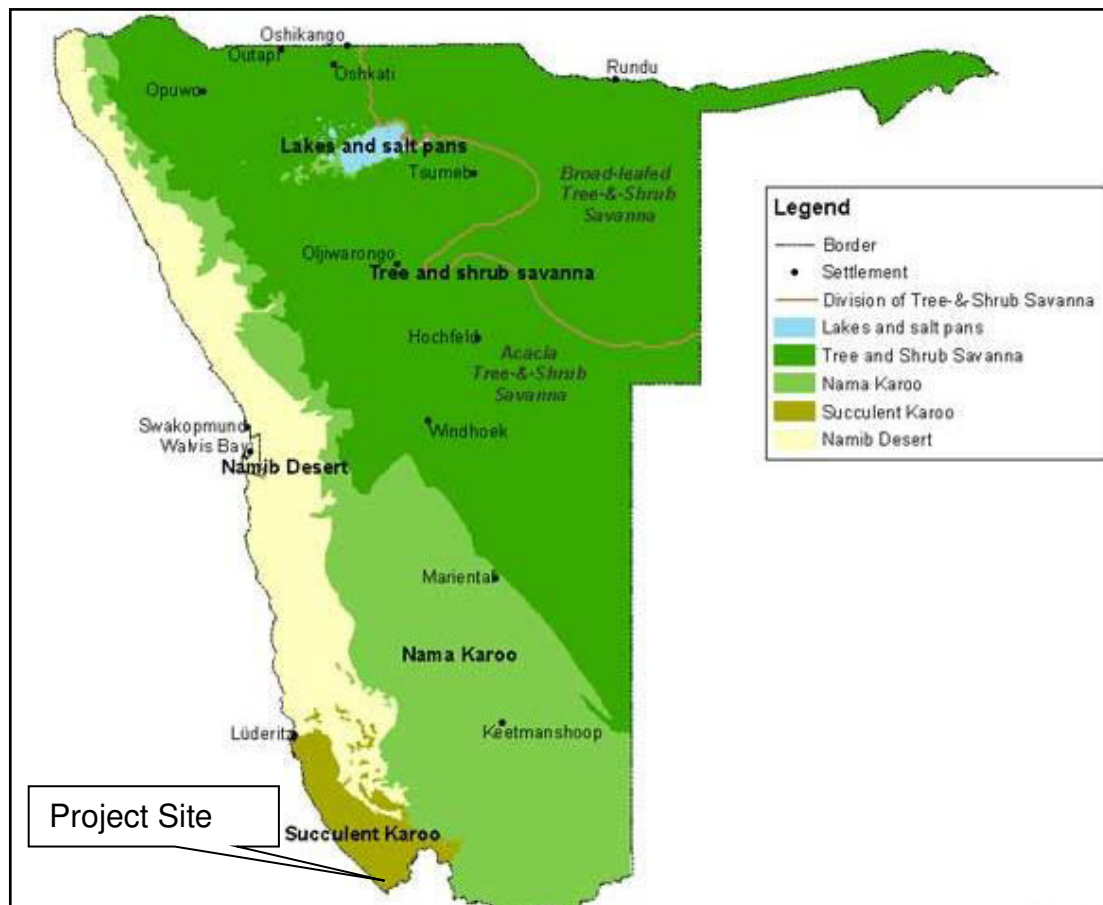 Oshikango
Outapi
Oshkati
Rundu
Opuwo
Lakes and salt pans
Tsumeb
Broad-leafed
Tree-&-Shrub
Savanna
Otjiwarongo
Tree and shrub savanna
Hochfeld
Acacia
Tree-&-Shrub
Savanna
Swakopmund
Windhoek
Walvis Bay
Namib Desert
Mariental
Nama Karoo
Lüderitz
Keetmanshoop
Project Site
Succulent Karoo
Legend
Border
Settlement
Division of Tree-&-Shrub Savanna
Lakes and salt pans
Tree and Shrub Savanna
Nama Karoo
Succulent Karoo
Namib Desert